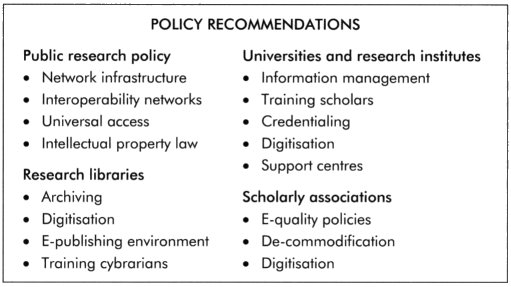 POLICY RECOMMENDATIONS
Public research policy
• Network infrastructure
• Interoperability networks
• Universal access
• Intellectual property law
Research libraries
• Archiving
• Digitisation
• E-publishing environment
• Training cybrarians
Universities and research institutes
• Information management
• Training scholars
• Credentialing
• Digitisation
• Support centres
Scholarly associations
• E-quality policies
• De-commodification
• Digitisation